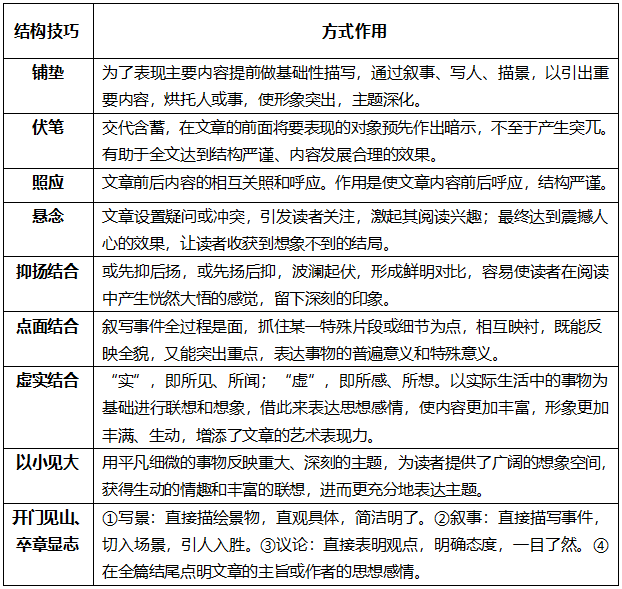 结构技巧 方式作用
铺垫 为了表现主要内容提前做基础性描写，通过叙事、写人、描景，以引出重
要内容，烘托人或事，使形象突出，主题深化。
伏笔 交代含蓄，在文章的前面将要表现的对象预先作出暗示，不至于产生突兀。
有助于全文达到结构严谨、内容发展合理的效果。
照应 文章前后内容的相互关照和呼应。作用是使文章内容前后呼应，结构严谨。
悬念 文章设置疑问或冲突，引发读者关注，激起其阅读兴趣；最终达到震撼人
心的效果，让读者收获到想象不到的结局。
抑扬结合 或先抑后扬，或先扬后抑，波澜起伏，形成鲜明对比，容易使读者在阅读
中产生恍然大悟的感觉，留下深刻的印象。
点面结合 叙写事件全过程是面，抓住某一特殊片段或细节为点，相互映衬，既能反
映全貌，又能突出重点，表达事物的普遍意义和特殊意义。
虚实结合 “实”，即所见、所闻；“虚”，即所感、所想。以实际生活中的事物为
基础进行联想和想象，借此来表达思想感情，使内容更加丰富，形象更加
丰满、生动，增添了文章的艺术表现力。
以小见大 用平凡细微的事物反映重大、深刻的主题，为读者提供了广阔的想象空间，
获得生动的情趣和丰富的联想，进而更充分地表达主题。
开门见山、 ①写景：直接描绘景物，直观具体，简洁明了。②叙事：直接描写事件，
卒章显志 切入场景，引人入胜。③议论：直接表明观点，明确态度，一目了然。④
在全篇结尾点明文章的主旨或作者的思想感情。